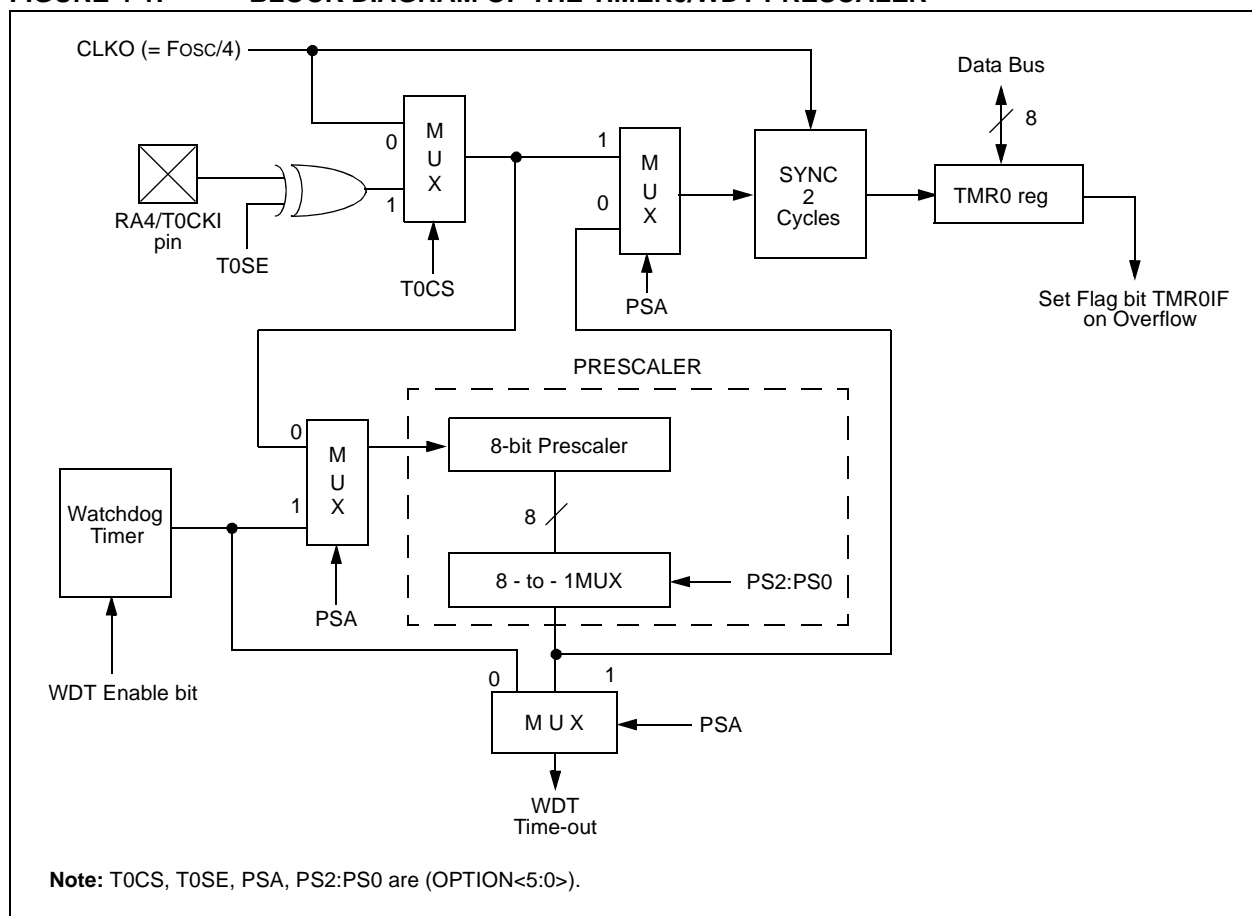 CLKO (= FOSC/4)
Data Bus
8
M
U
X
0
1
T0CS
RA4/T0CKI
pin
T0SE
1
0
M
U
X
PSA
SYNC
2
Cycles
TMR0 reg
Set Flag bit TMR0IF
on Overflow
PRESCALER
0
1
M
U
X
PSA
8-bit Prescaler
8
8 - to - 1MUX
PS2:PS0
Watchdog
Timer
WDT Enable bit
0
1
M U X
PSA
WDT
Time-out
Note: T0CS, T0SE, PSA, PS2:PS0 are (OPTION<5:0>).